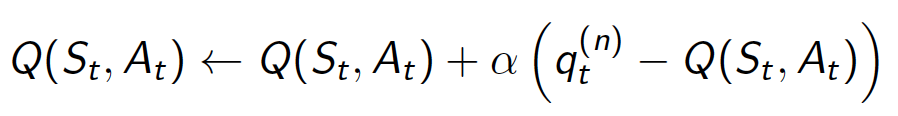 Q(S_t, A_t) ← Q(S_t, A_t) + α ( q_t^{(n)} − Q(S_t, A_t) )